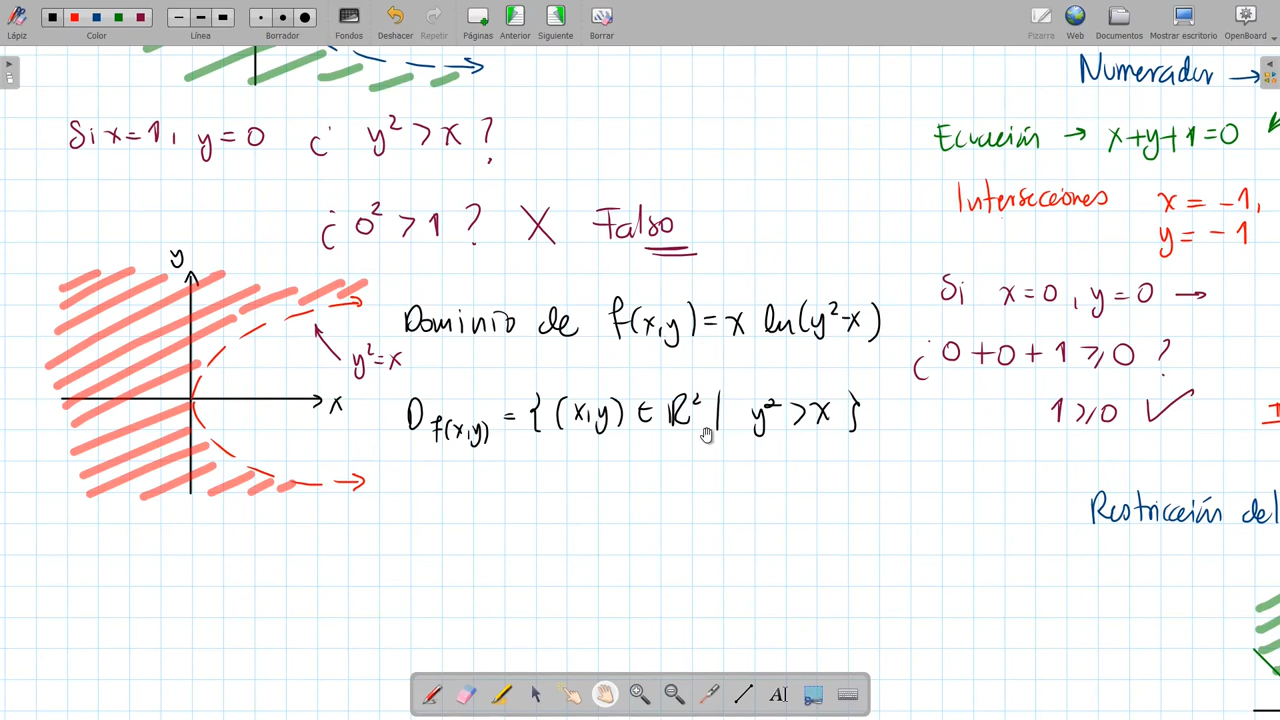 Lápiz Color Línea Borrador Fondos Deshacer Repetir Páginas Anterior Siguiente Borrar Pizarra Web Documentos Mostrar escritorio OpenBoard
Si x=1, y=0 ¿ y² > x ?
¿ 0² > 1 ? X Falso
y
y²=x
x
Dominio de f(x,y) = x ln(y²-x)
D f(x,y) = { (x,y) ∈ ℝ² | y² > x }
Numerador →
Ecuación → x+y+1=0
Intersecciones x = -1,
y = -1
Si x=0, y=0 →
¿ 0+0+1 ≥ 0 ?
1 ≥ 0 ✓
Restricción del